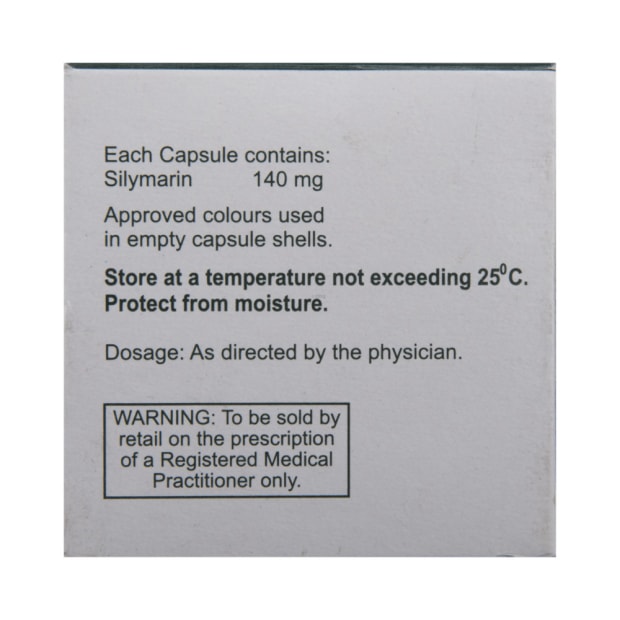 Each Capsule contains:
Silymarin 140 mg
Approved colours used
in empty capsule shells.
Store at a temperature not exceeding 25⁰C.
Protect from moisture.
Dosage: As directed by the physician.
WARNING: To be sold by
retail on the prescription
of a Registered Medical
Practitioner only.